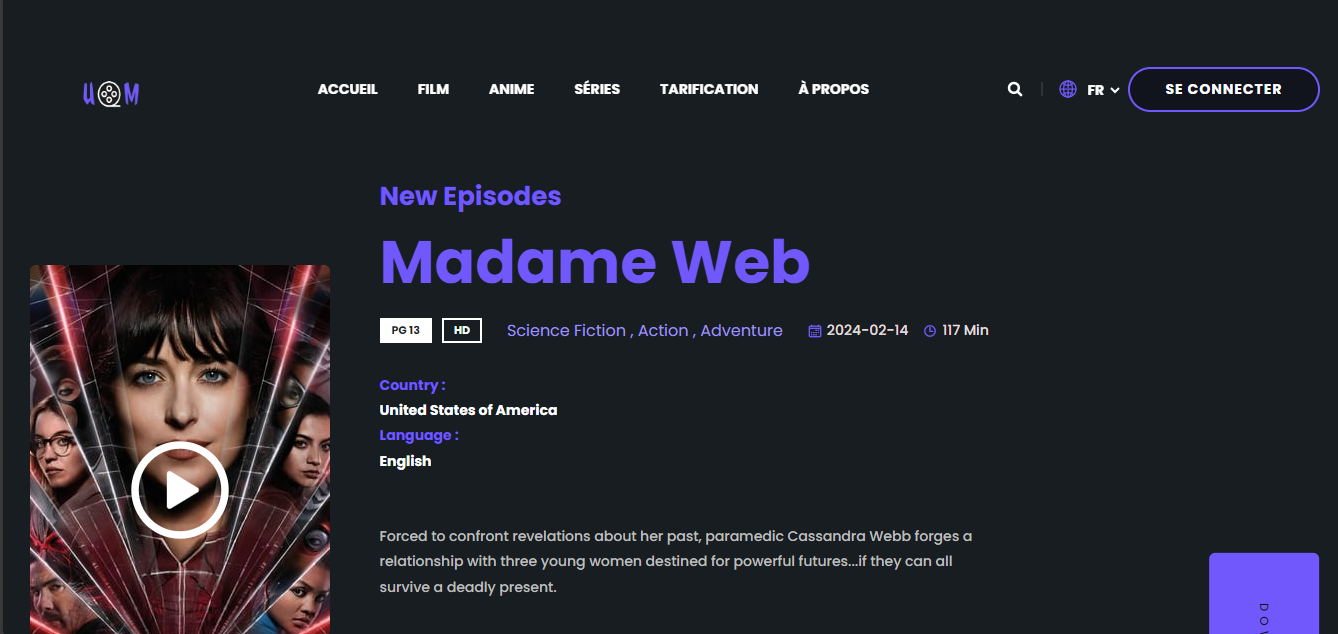 UQM
ACCUEIL FILM ANIME SÉRIES TARIFICATION À PROPOS FR SE CONNECTER
New Episodes
Madame Web
PG 13 HD Science Fiction , Action , Adventure 2024-02-14 117 Min
Country :
United States of America
Language :
English
Forced to confront revelations about her past, paramedic Cassandra Webb forges a
relationship with three young women destined for powerful futures...if they can all
survive a deadly present.